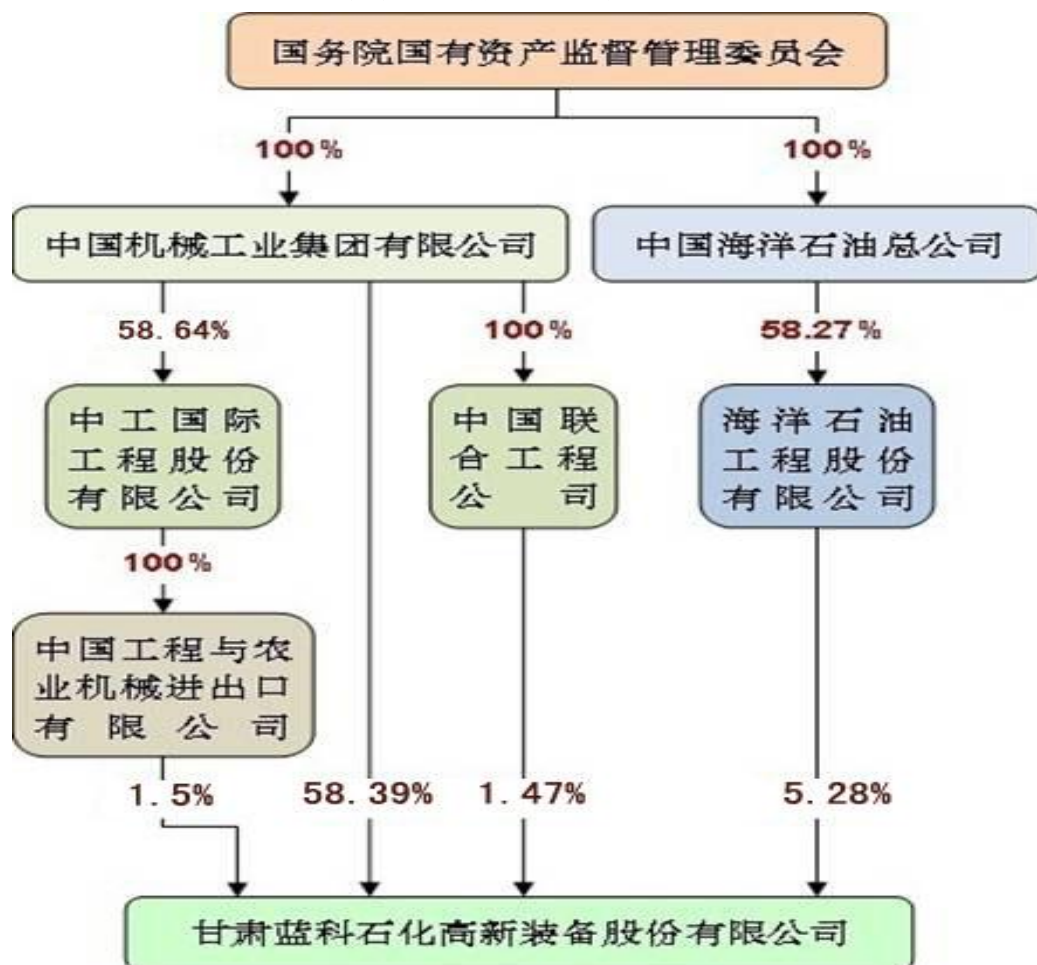 国务院国有资产监督管理委员会
100%
100%
中国机械工业集团有限公司
中国海洋石油总公司
58.64%
100%
58.27%
中工国际
工程股份
有限公司
中国联
合工程
公司
海洋石油
工程股份
有限公司
100%
中国工程与农
业机械进出口
有限公司
1.5%
58.39%
1.47%
5.28%
甘肃蓝科石化高新装备股份有限公司